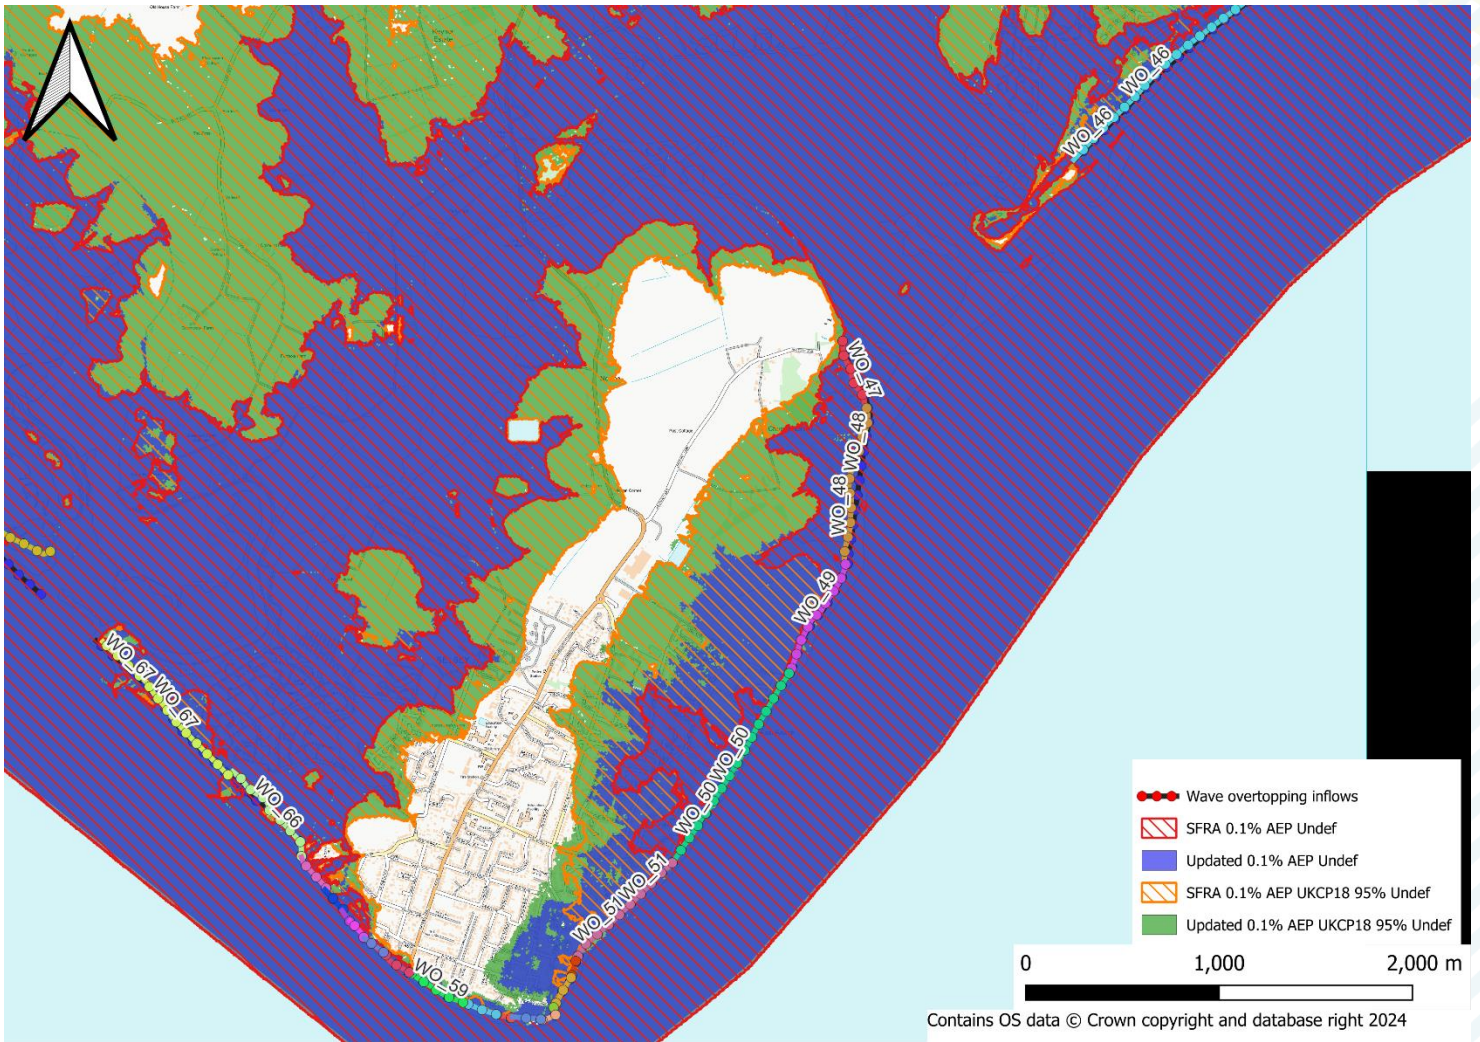 WO_46
WO_46
WO_47
WO_48
WO_48
WO_49
WO_67
WO_67
WO_50
WO_50
WO_66
WO_51
WO_51
WO_59
Wave overtopping inflows
SFRA 0.1% AEP Undef
Updated 0.1% AEP Undef
SFRA 0.1% AEP UKCP18 95% Undef
Updated 0.1% AEP UKCP18 95% Undef
0 1,000 2,000 m
Contains OS data © Crown copyright and database right 2024